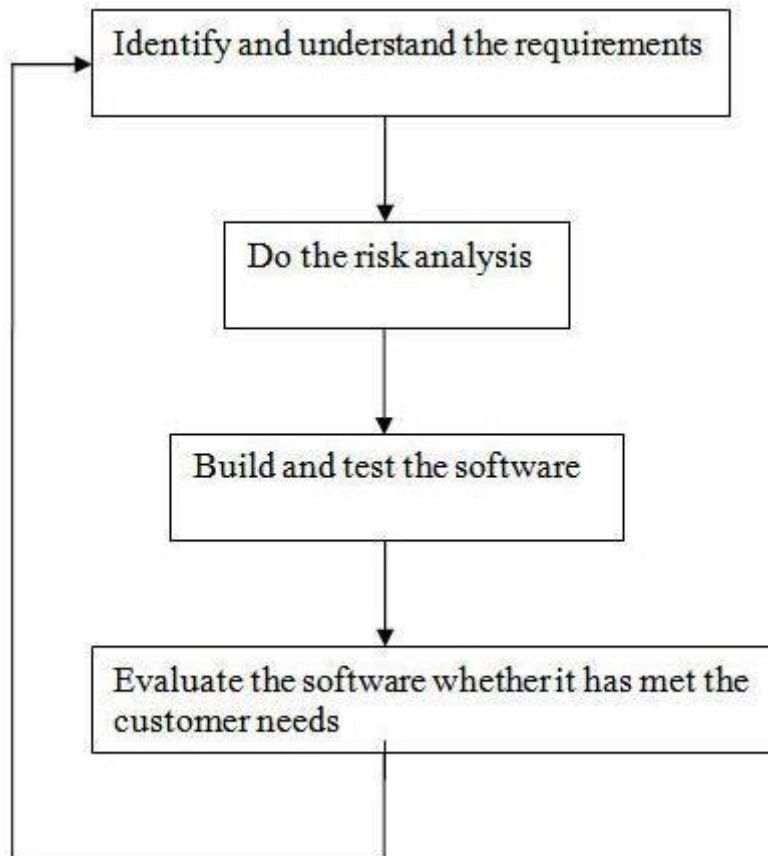 Identify and understand the requirements
Do the risk analysis
Build and test the software
Evaluate the software whether it has met the
customer needs